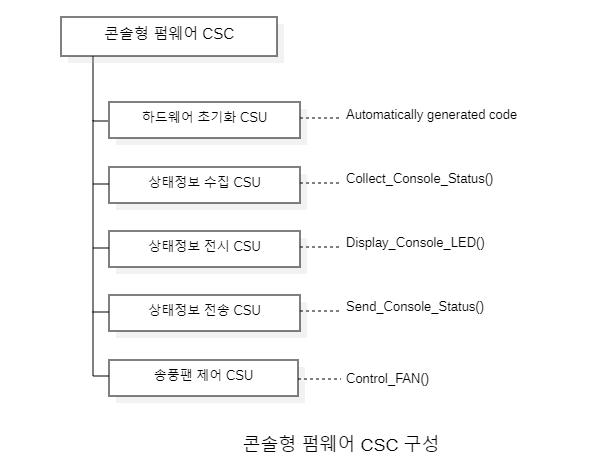 콘솔형 펌웨어 CSC
하드웨어 초기화 CSU
Automatically generated code
상태정보 수집 CSU
Collect_Console_Status()
상태정보 전시 CSU
Display_Console_LED()
상태정보 전송 CSU
Send_Console_Status()
송풍팬 제어 CSU
Control_FAN()
콘솔형 펌웨어 CSC 구성